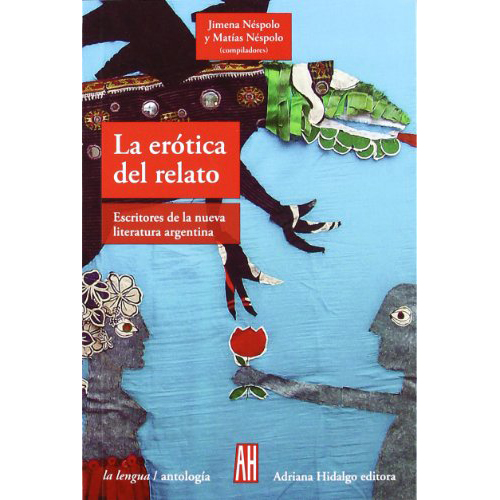 Jimena Néspolo
y Matías Néspolo
(compiladores)
La erótica
del relato
Escritores de la nueva
literatura argentina
la lengua / antología
AH
Adriana Hidalgo editora